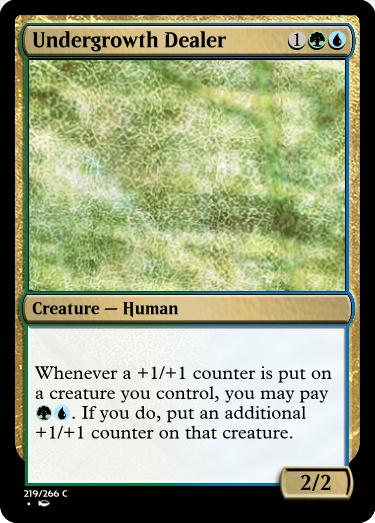 Undergrowth Dealer 1
Creature — Human
Whenever a +1/+1 counter is put on
a creature you control, you may pay
. If you do, put an additional
+1/+1 counter on that creature.
2/2
219/266 C